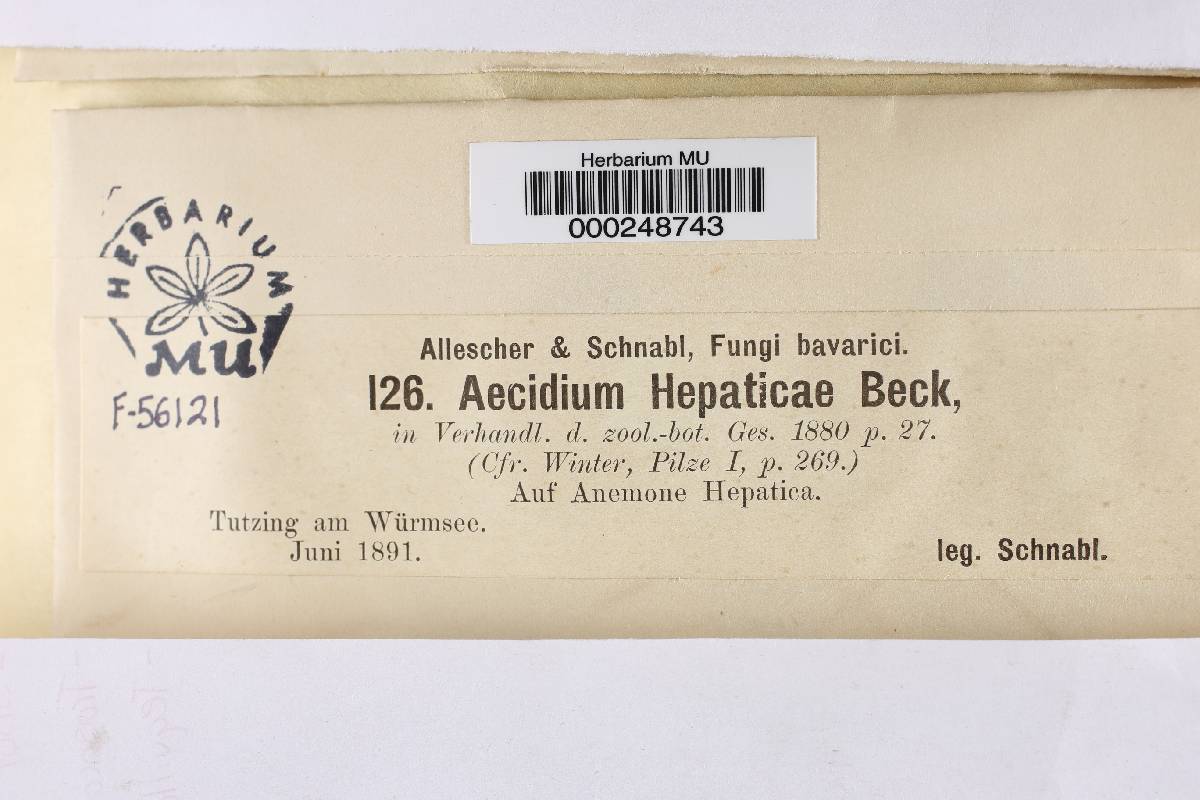 Herbarium MU
000248743
HERBARIUM
MU
F-56121
Allescher & Schnabl, Fungi bavarici.
126. Aecidium Hepaticae Beck,
in Verhandl. d. zool.-bot. Ges. 1880 p. 27.
(Cfr. Winter, Pilze I, p. 269.)
Auf Anemone Hepatica.
Tutzing am Würmsee.
Juni 1891.
leg. Schnabl.